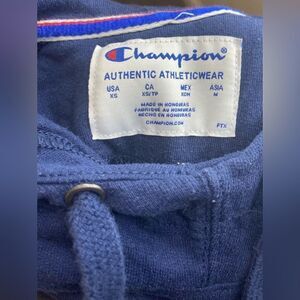 Champion®
AUTHENTIC ATHLETICWEAR
USA CA MEX ASIA
XS XS/TP XCH M
MADE IN HONDURAS
FABRIQUÉ AU HONDURAS
HECHO EN HONDURAS
CHAMPION.COM PTX